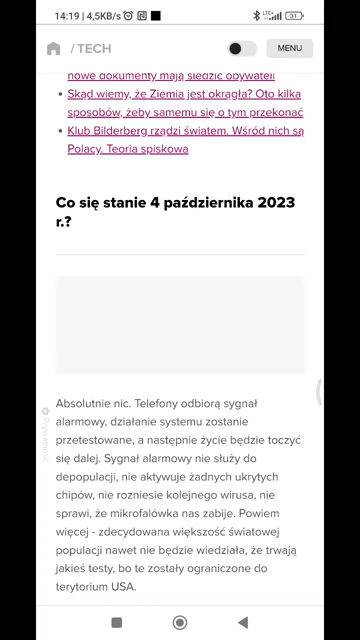 14:19 | 4,5KB/s
LTE
31
/ TECH
MENU
nowe dokumenty mają śledzić obywateli
Skąd wiemy, że Ziemia jest okrągła? Oto kilka
sposobów, żeby samemu się o tym przekonać
Klub Bilderberg rządzi światem. Wśród nich są
Polacy. Teoria spiskowa
Co się stanie 4 października 2023
r.?
Absolutnie nic. Telefony odbiorą sygnał
alarmowy, działanie systemu zostanie
przetestowane, a następnie życie będzie toczyć
się dalej. Sygnał alarmowy nie służy do
depopulacji, nie aktywuje żadnych ukrytych
chipów, nie rozniesie kolejnego wirusa, nie
sprawi, że mikrofalówka nas zabije. Powiem
więcej - zdecydowana większość światowej
populacji nawet nie będzie wiedziała, że trwają
jakieś testy, bo te zostały ograniczone do
terytorium USA.
Prywatność